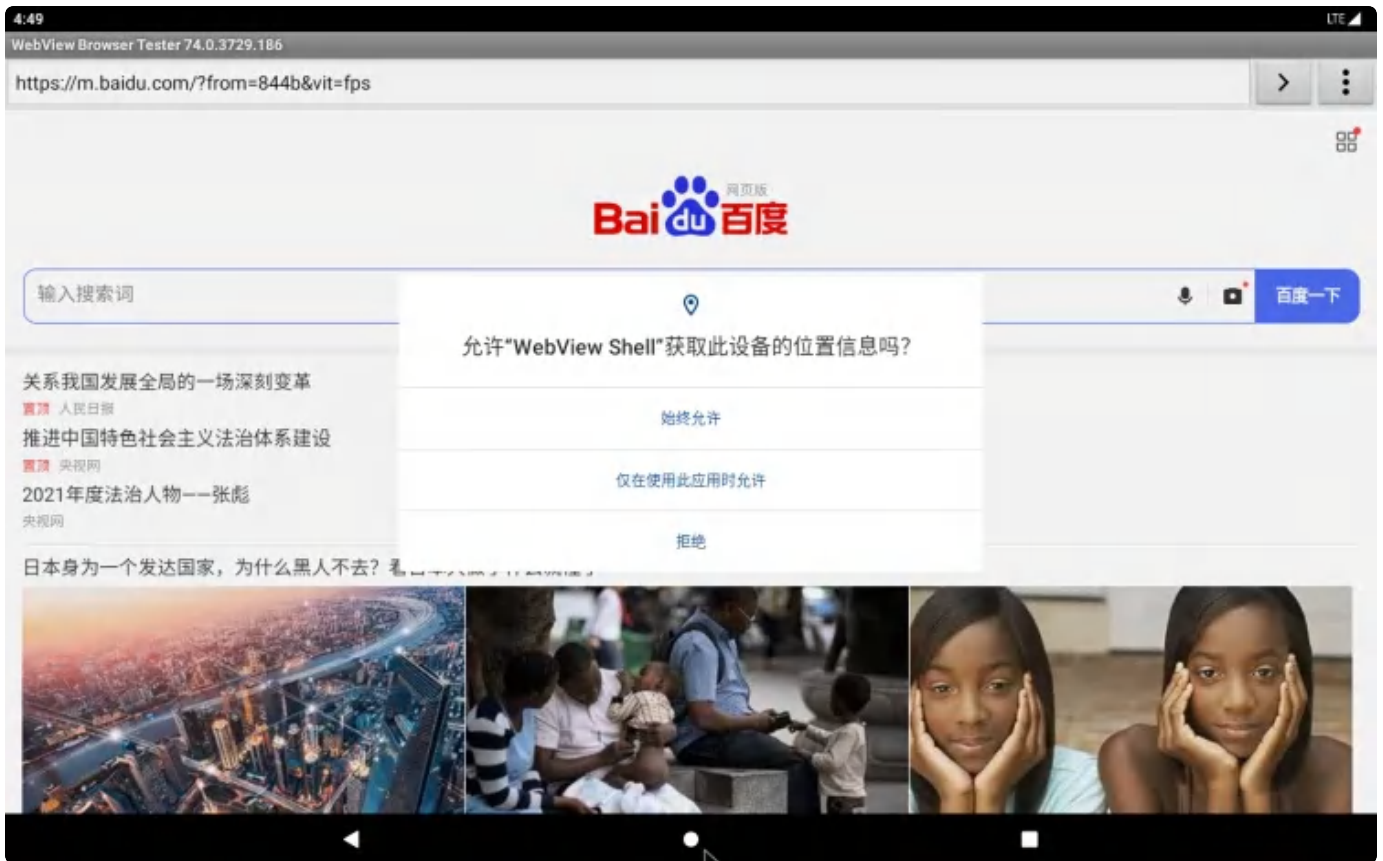 4:49
LTE
WebView Browser Tester 74.0.3729.186
https://m.baidu.com/?from=844b&vit=fps
网页版
Bai du 百度
输入搜索词
百度一下
允许“WebView Shell”获取此设备的位置信息吗？
始终允许
仅在使用此应用时允许
拒绝
关系我国发展全局的一场深刻变革
置顶 人民日报
推进中国特色社会主义法治体系建设
置顶 央视网
2021年度法治人物——张彪
央视网
日本身为一个发达国家，为什么黑人不去？看